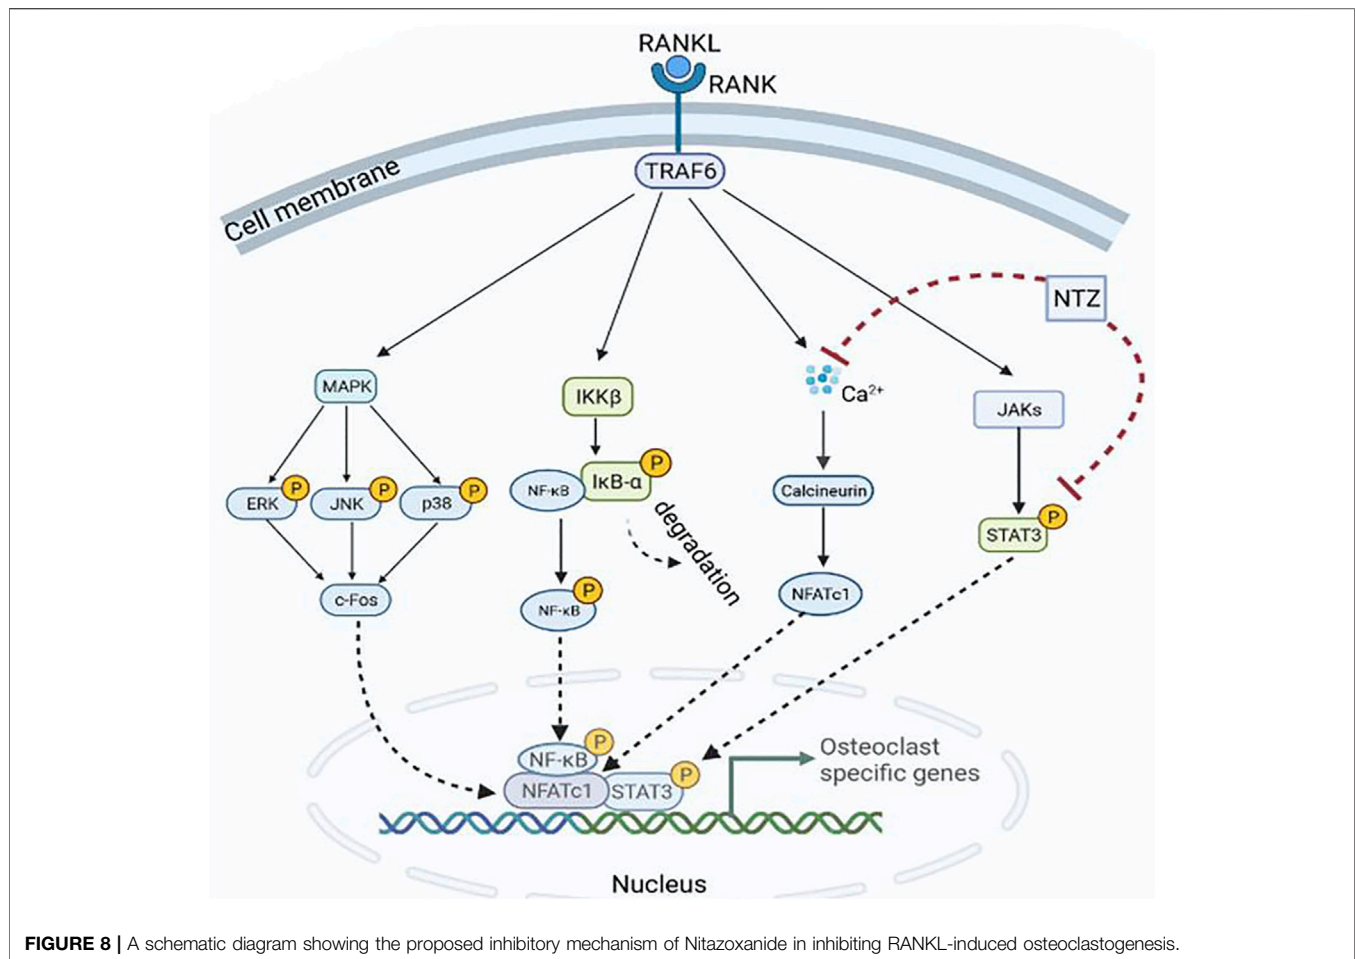 RANKL
RANK
TRAF6
Cell membrane
NTZ
MAPK
IKKβ
Ca²⁺
JAKs
ERK
P
JNK
P
p38
P
NF-κB
IκB-α
P
degradation
Calcineurin
STAT3
P
c-Fos
NF-κB
P
NFATc1
NF-κB
P
NFATc1
STAT3
P
Osteoclast
specific genes
Nucleus
FIGURE 8 | A schematic diagram showing the proposed inhibitory mechanism of Nitazoxanide in inhibiting RANKL-induced osteoclastogenesis.